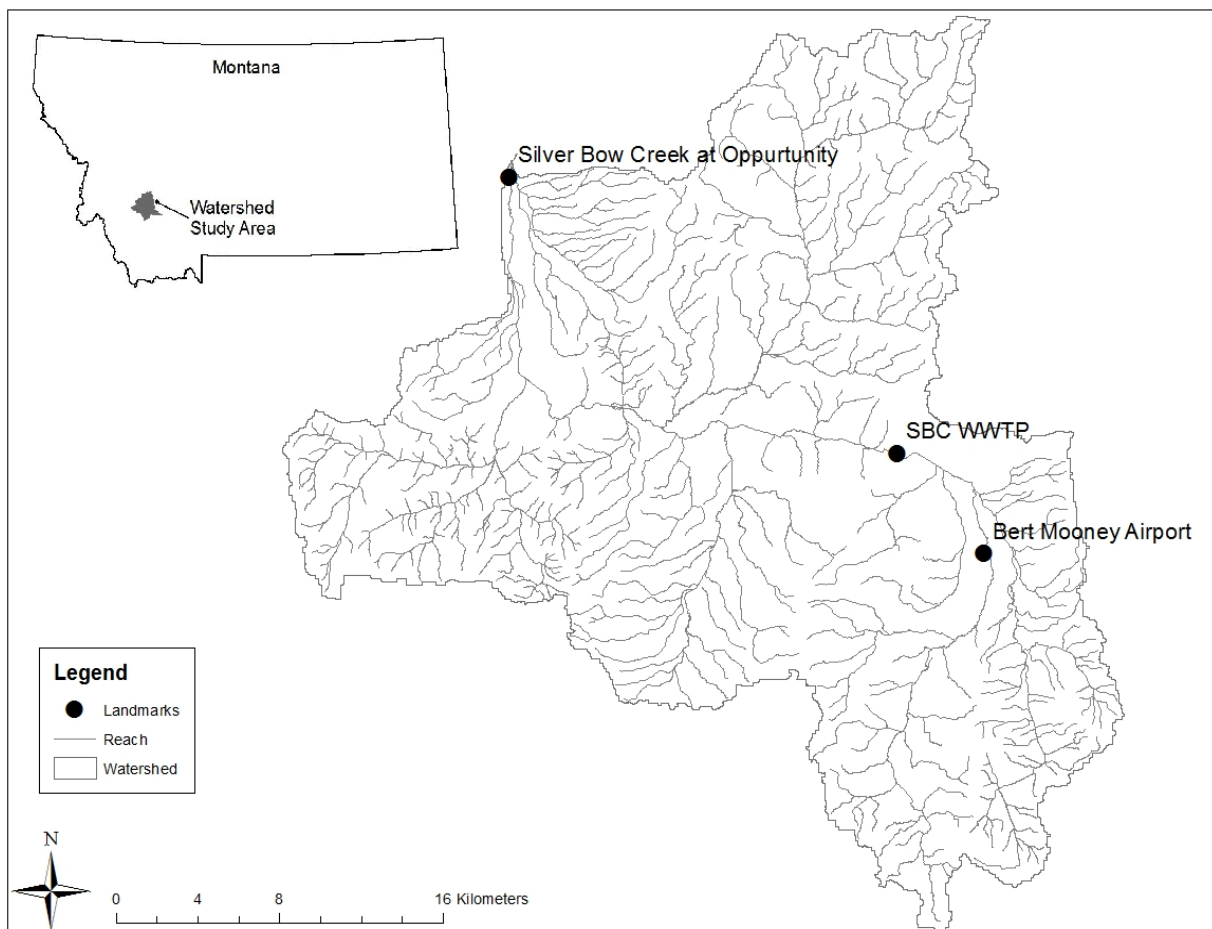 Montana
Watershed
Study Area
Silver Bow Creek at Oppurtunity
SBC WWTP
Bert Mooney Airport
Legend
Landmarks
Reach
Watershed
N
0 4 8 16 Kilometers